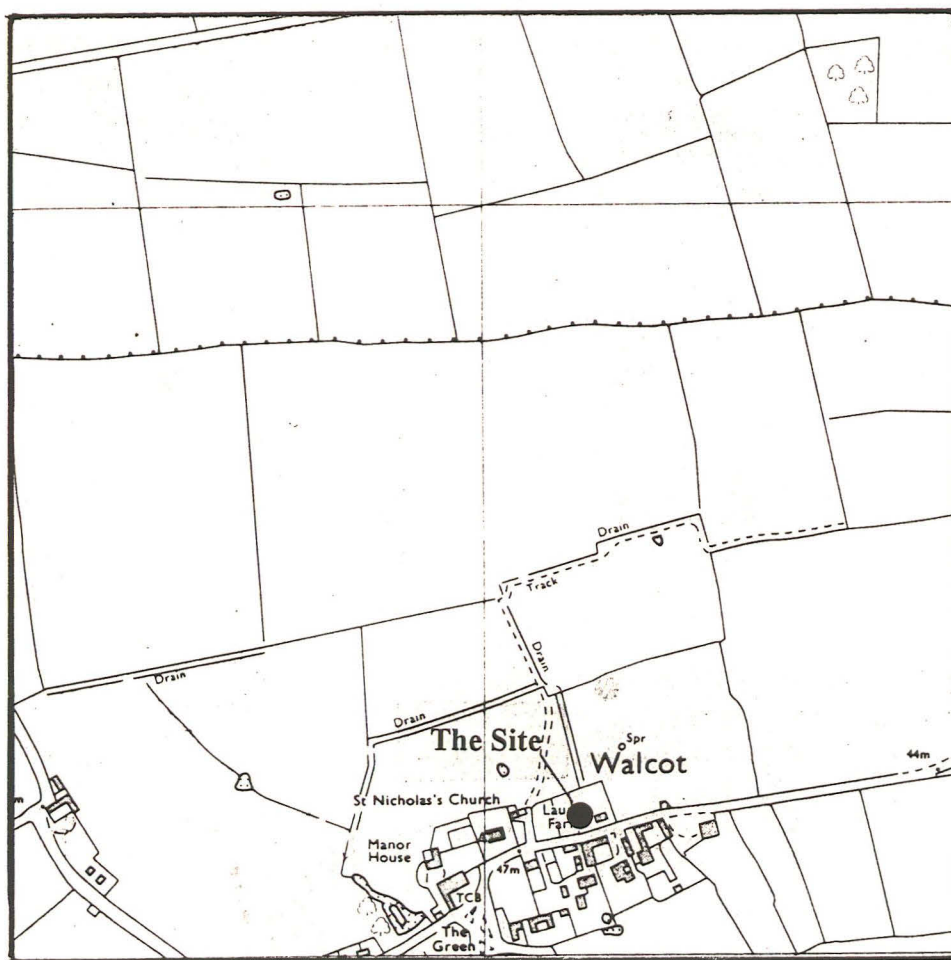 Drain
Track
Drain
Drain
Drain
The Site
Spr
Walcot
44m
St Nicholas's Church
Manor
House
47m
TCB
The
Green